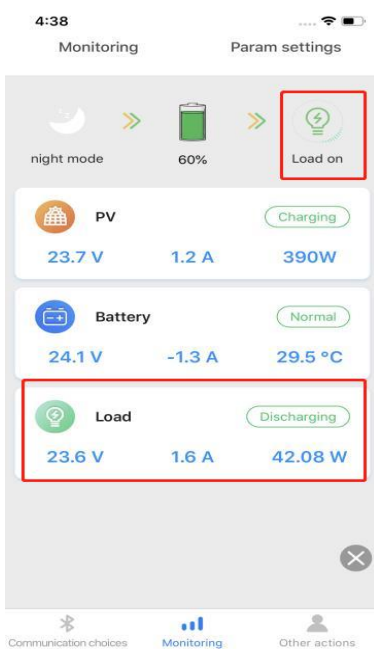 4:38
Monitoring Param settings
night mode 60% Load on
PV Charging
23.7 V 1.2 A 390W
Battery Normal
24.1 V -1.3 A 29.5 °C
Load Discharging
23.6 V 1.6 A 42.08 W
Communication choices Monitoring Other actions